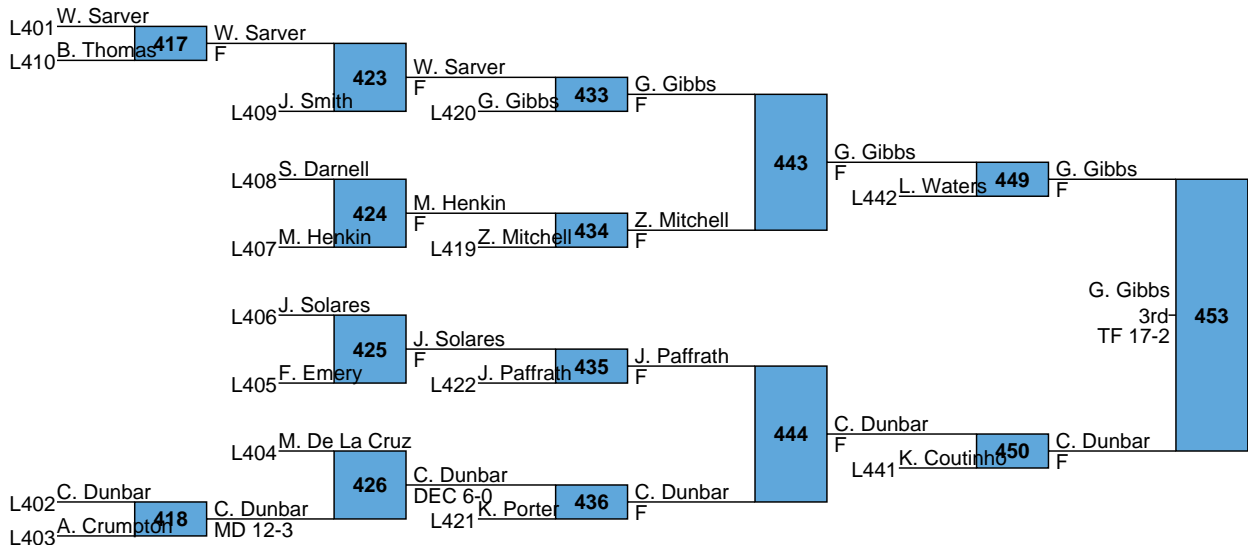 W. Sarver
L401
B. Thomas
L410
417
W. Sarver
F
J. Smith
L409
423
W. Sarver
F
G. Gibbs
L420
433
G. Gibbs
F
S. Darnell
L408
M. Henkin
L407
424
M. Henkin
F
Z. Mitchell
L419
434
Z. Mitchell
F
443
G. Gibbs
F
L. Waters
L442
449
G. Gibbs
F
J. Solares
L406
F. Emery
L405
425
J. Solares
F
J. Paffrath
L422
435
J. Paffrath
F
M. De La Cruz
L404
C. Dunbar
L402
A. Crumpton
L403
418
C. Dunbar
MD 12-3
426
C. Dunbar
DEC 6-0
K. Porter
L421
436
C. Dunbar
F
444
C. Dunbar
F
K. Coutinho
L441
450
C. Dunbar
F
453
G. Gibbs
3rd
TF 17-2